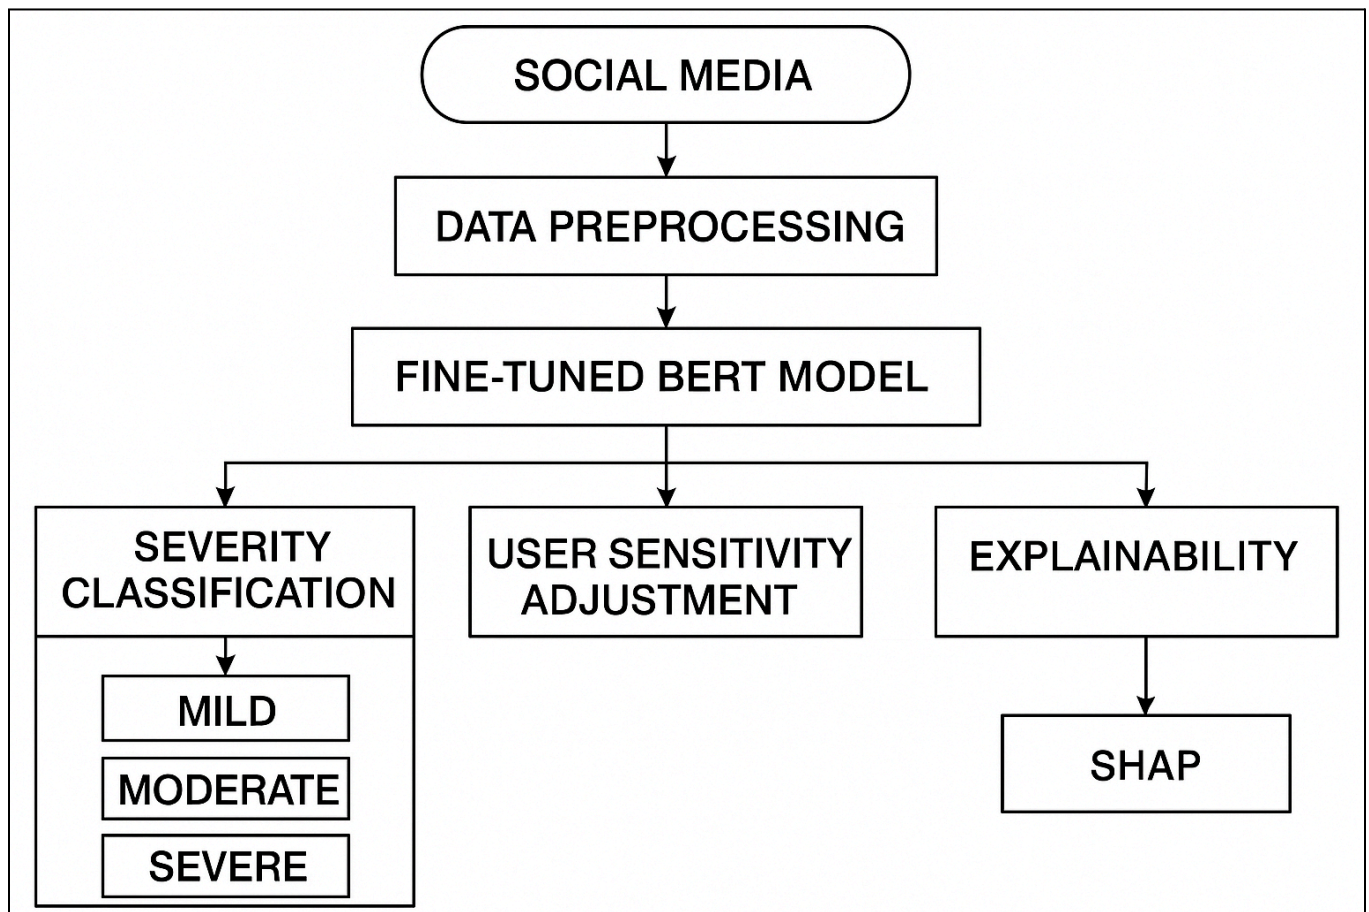 SOCIAL MEDIA
DATA PREPROCESSING
FINE-TUNED BERT MODEL
SEVERITY
CLASSIFICATION
MILD
MODERATE
SEVERE
USER SENSITIVITY
ADJUSTMENT
EXPLAINABILITY
SHAP